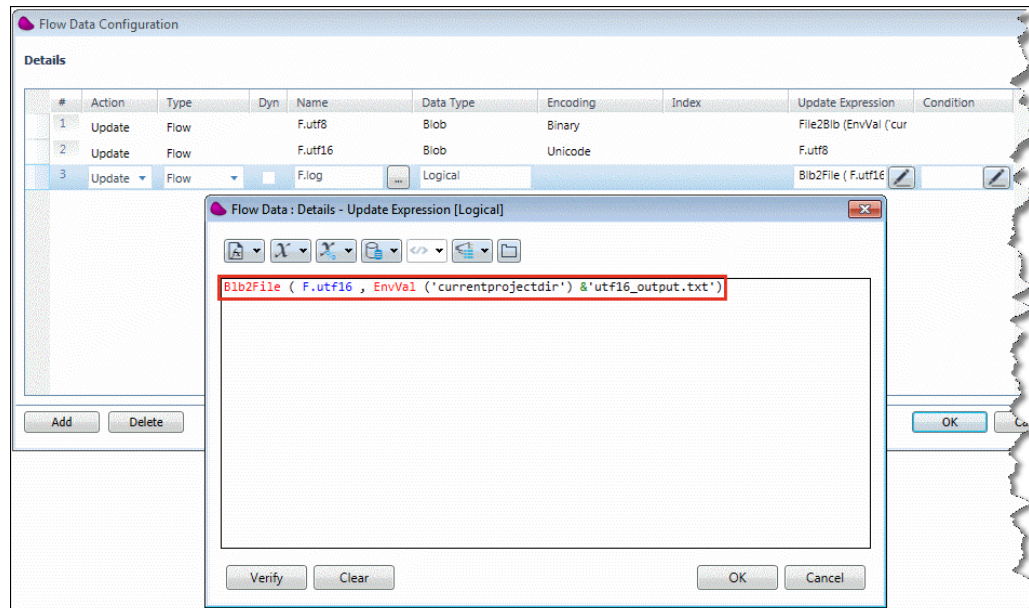 Flow Data Configuration
Details
# Action Type Dyn Name Data Type Encoding Index Update Expression Condition
1 Update Flow F.utf8 Blob Binary File2Blb (EnvVal ('cur
2 Update Flow F.utf16 Blob Unicode F.utf8
3 Update Flow F.log ... Logical Blb2File ( F.utf16
Flow Data : Details - Update Expression [Logical]
Blb2File ( F.utf16 , EnvVal ('currentprojectdir') &'utf16_output.txt')
Add Delete OK Ca
Verify Clear OK Cancel